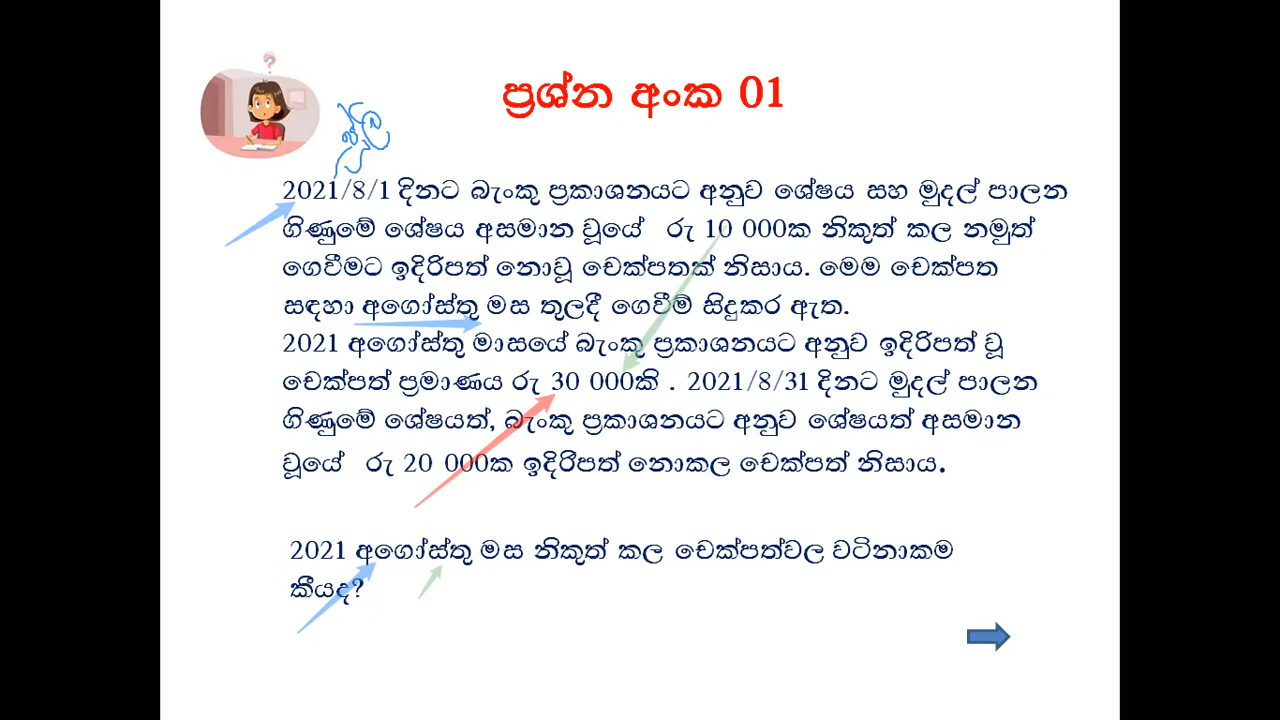 ප්‍රශ්න අංක 01
2021/8/1 දිනට බැංකු ප්‍රකාශනයට අනුව ශේෂය සහ මුදල් පාලන
ගිණුමේ ශේෂය අසමාන වූයේ රු 10 000ක නිකුත් කල නමුත්
ගෙවීමට ඉදිරිපත් නොවූ චෙක්පතක් නිසාය. මෙම චෙක්පත
සඳහා අගෝස්තු මස තුලදී ගෙවීම් සිදුකර ඇත.
2021 අගෝස්තු මාසයේ බැංකු ප්‍රකාශනයට අනුව ඉදිරිපත් වූ
චෙක්පත් ප්‍රමාණය රු 30 000කි . 2021/8/31 දිනට මුදල් පාලන
ගිණුමේ ශේෂයත්, බැංකු ප්‍රකාශනයට අනුව ශේෂයත් අසමාන
වූයේ රු 20 000ක ඉදිරිපත් නොකල චෙක්පත් නිසාය.
2021 අගෝස්තු මස නිකුත් කල චෙක්පත්වල වටිනාකම
කීයද?